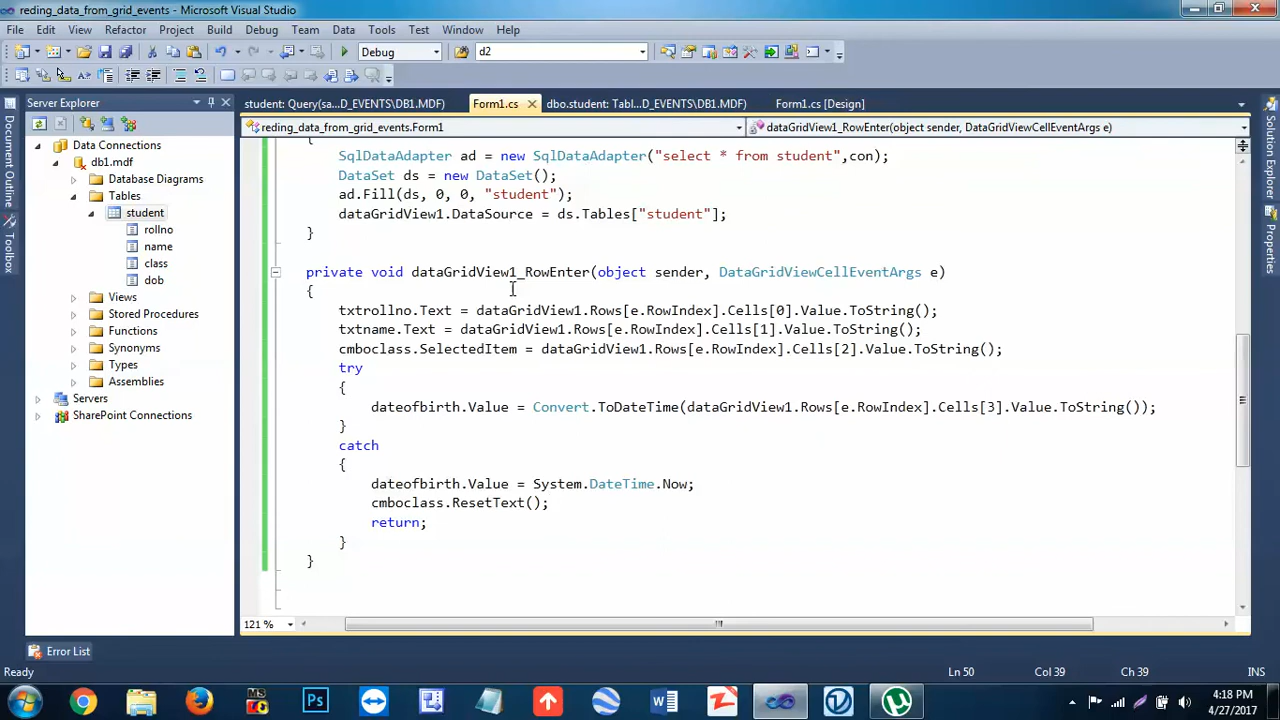 reding_data_from_grid_events - Microsoft Visual Studio
File Edit View Refactor Project Build Debug Team Data Tools Test Window Help
Debug d2
Server Explorer
student: Query(sa...D_EVENTS\DB1.MDF) Form1.cs dbo.student: Tabl...D_EVENTS\DB1.MDF) Form1.cs [Design]
reding_data_from_grid_events.Form1 dataGridView1_RowEnter(object sender, DataGridViewCellEventArgs e)
Document Outline
Toolbox
Data Connections
db1.mdf
Database Diagrams
Tables
student
rollno
name
class
dob
Views
Stored Procedures
Functions
Synonyms
Types
Assemblies
Servers
SharePoint Connections
{
SqlDataAdapter ad = new SqlDataAdapter("select * from student",con);
DataSet ds = new DataSet();
ad.Fill(ds, 0, 0, "student");
dataGridView1.DataSource = ds.Tables["student"];
}
private void dataGridView1_RowEnter(object sender, DataGridViewCellEventArgs e)
{
txtrollno.Text = dataGridView1.Rows[e.RowIndex].Cells[0].Value.ToString();
txtname.Text = dataGridView1.Rows[e.RowIndex].Cells[1].Value.ToString();
cmboclass.SelectedItem = dataGridView1.Rows[e.RowIndex].Cells[2].Value.ToString();
try
{
dateofbirth.Value = Convert.ToDateTime(dataGridView1.Rows[e.RowIndex].Cells[3].Value.ToString());
}
catch
{
dateofbirth.Value = System.DateTime.Now;
cmboclass.ResetText();
return;
}
}
Solution Explorer
Properties
121 %
Error List
Ready Ln 50 Col 39 Ch 39 INS
MS
Ps
W
4:18 PM
4/27/2017